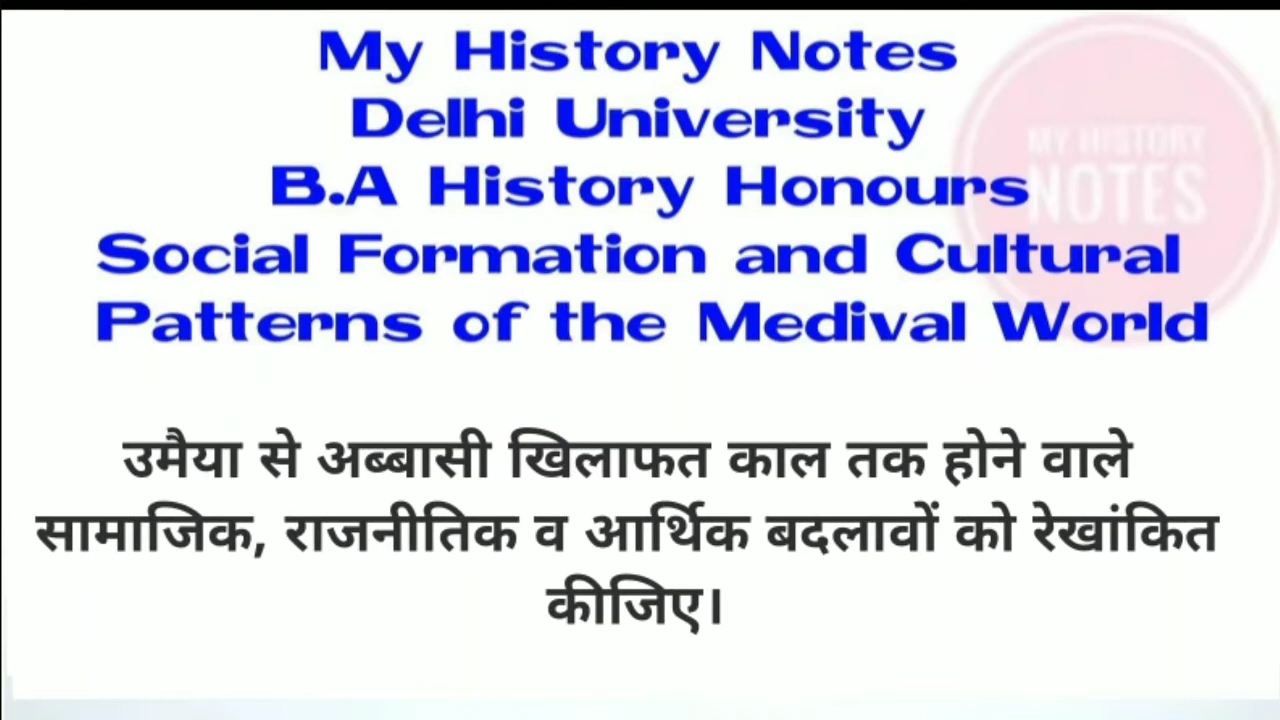 My History Notes
Delhi University
B.A History Honours
Social Formation and Cultural
Patterns of the Medival World
MY HISTORY
NOTES
उमैया से अब्बासी खिलाफत काल तक होने वाले
सामाजिक, राजनीतिक व आर्थिक बदलावों को रेखांकित
कीजिए।